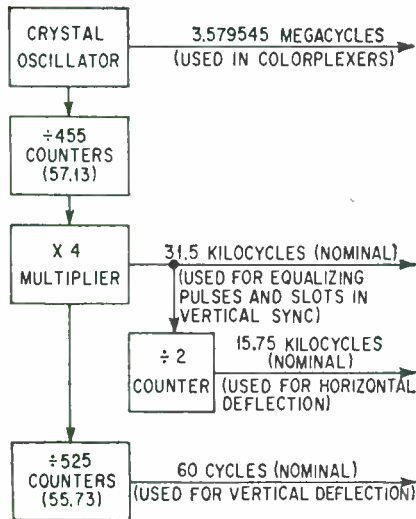 CRYSTAL
OSCILLATOR
3.579545 MEGACYCLES
(USED IN COLORPLEXERS)
÷455
COUNTERS
(57.13)
X 4
MULTIPLIER
31.5 KILOCYCLES (NOMINAL)
(USED FOR EQUALIZING
PULSES AND SLOTS IN
VERTICAL SYNC)
÷ 2
COUNTER
15.75 KILOCYCLES
(NOMINAL)
(USED FOR HORIZONTAL
DEFLECTION)
÷525
COUNTERS
(55.73)
60 CYCLES (NOMINAL)
(USED FOR VERTICAL DEFLECTION)